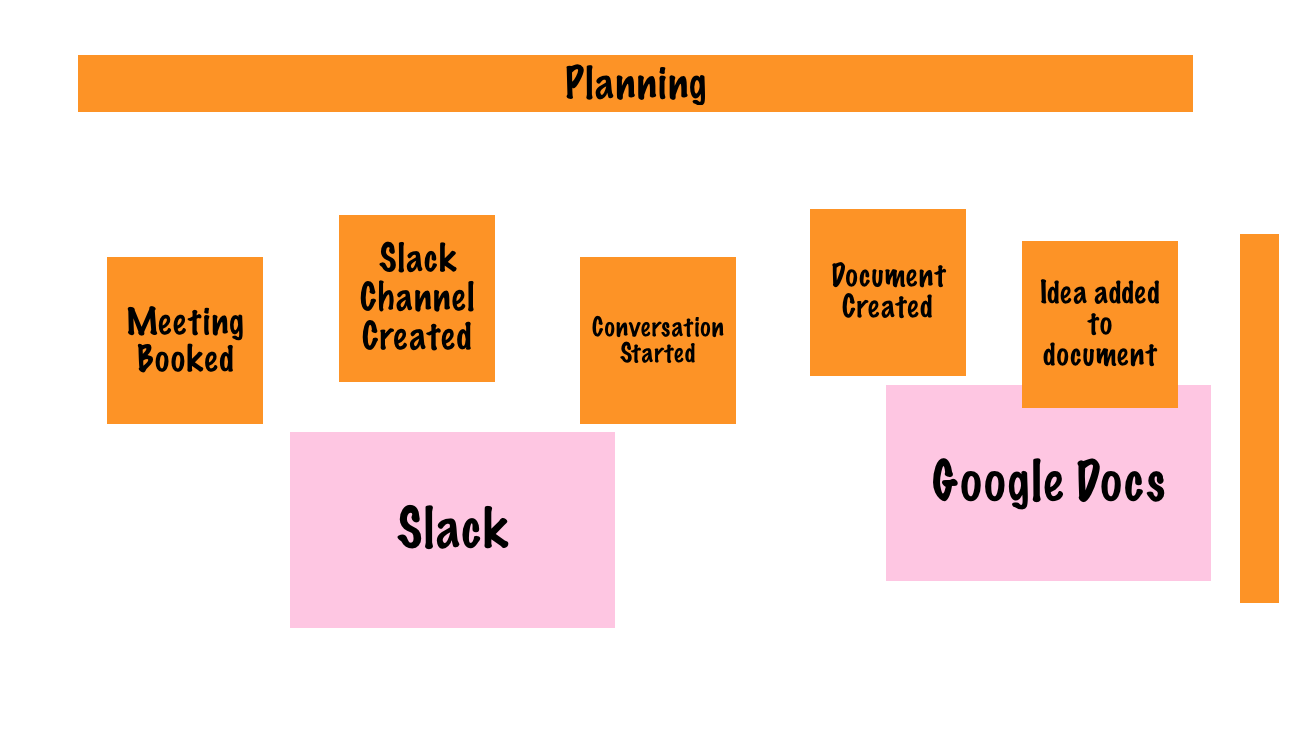 Planning
Meeting
Booked
Slack
Channel
Created
Conversation
Started
Document
Created
Idea added
to
document
Slack
Google Docs